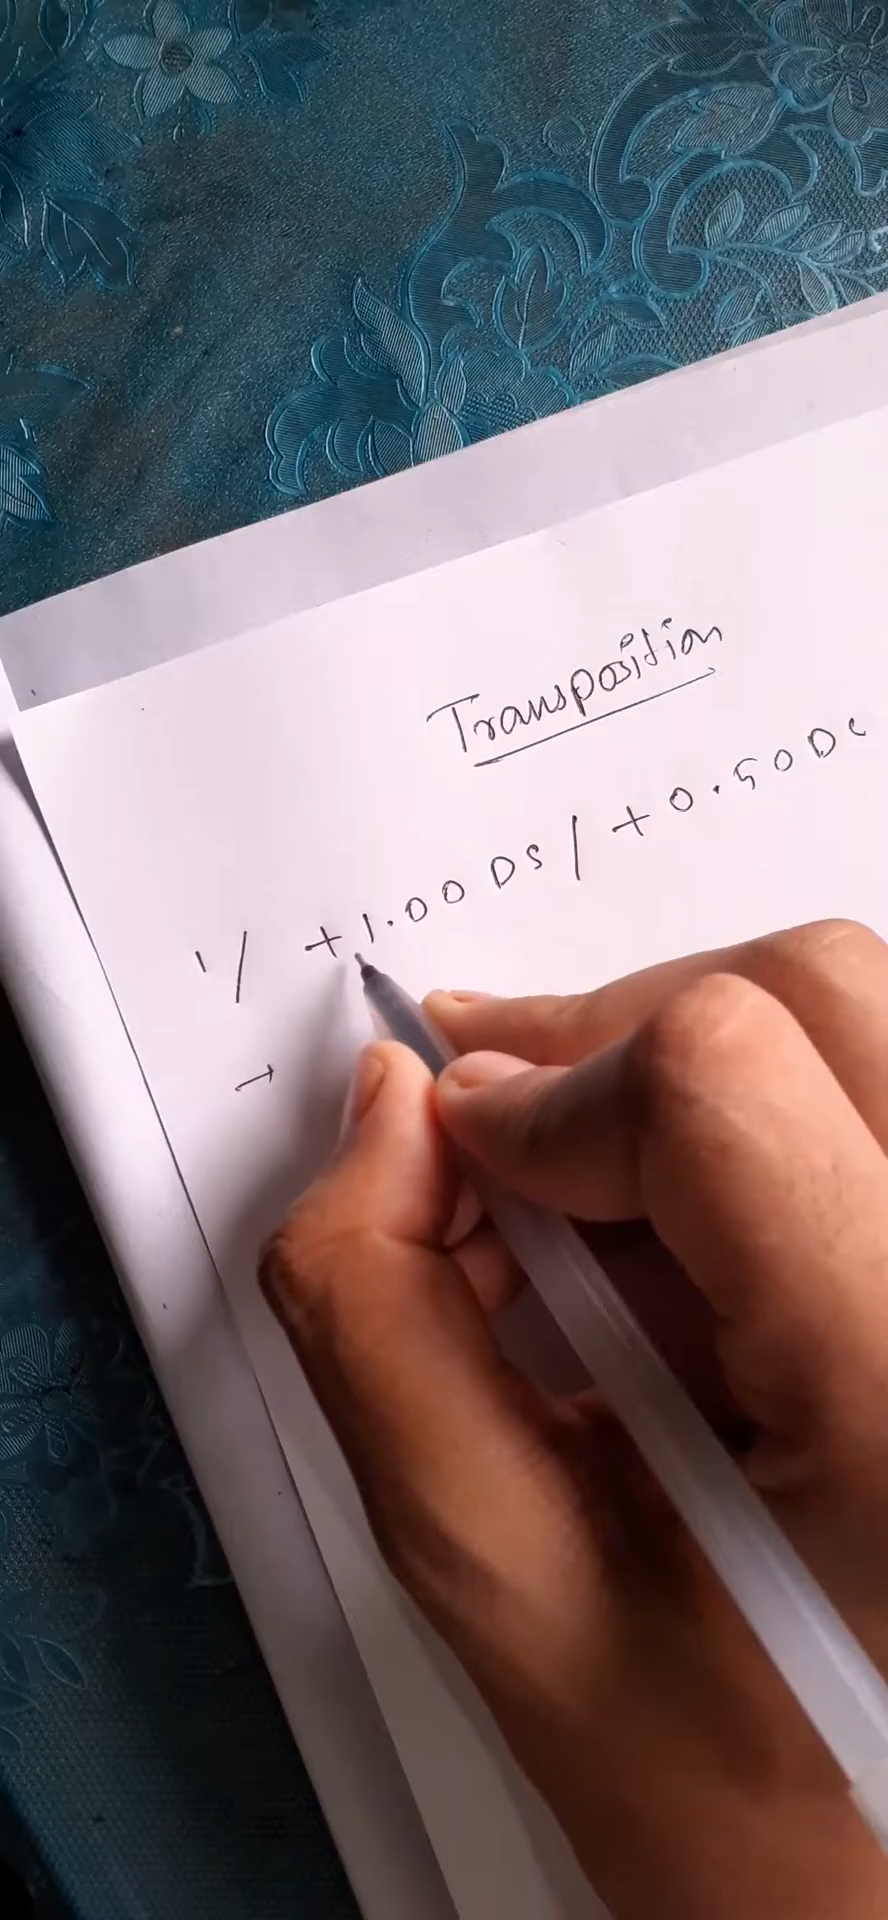 Transposition
1/ +1.00 DS / +0.50 DC
→